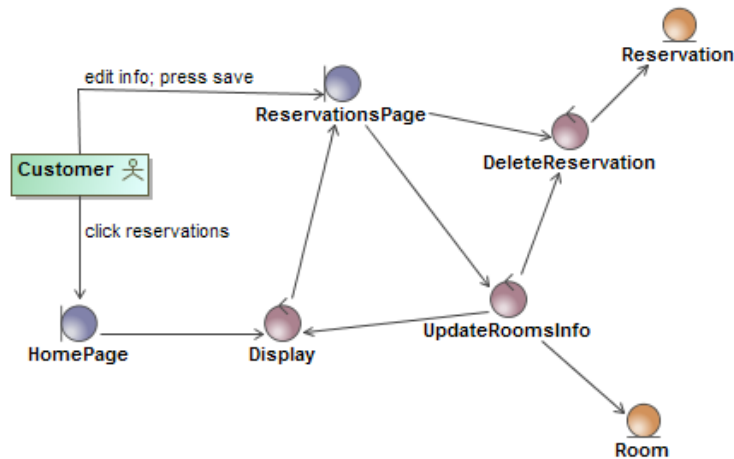 Reservation
edit info; press save
ReservationsPage
DeleteReservation
Customer
click reservations
HomePage
Display
UpdateRoomsInfo
Room